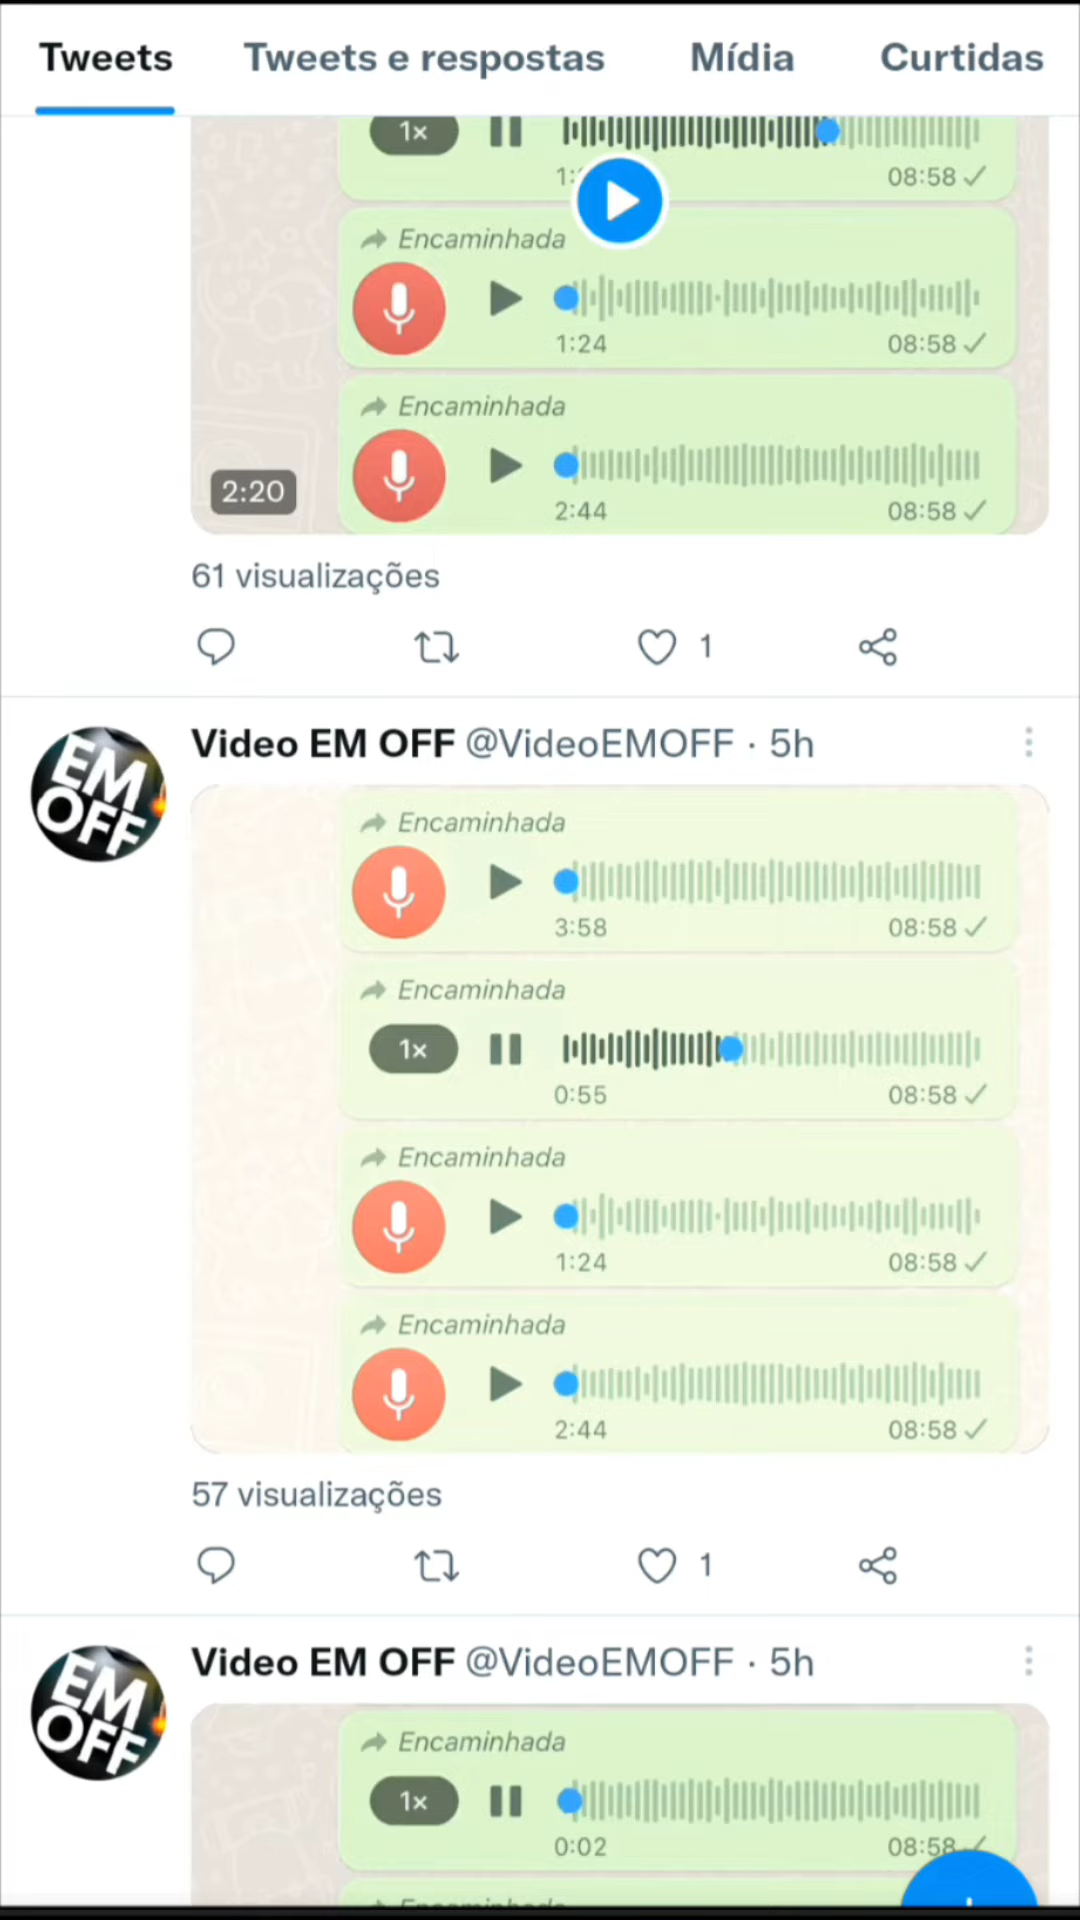 Tweets Tweets e respostas Mídia Curtidas
1x
08:58
Encaminhada
1:24 08:58
Encaminhada
2:20
2:44 08:58
61 visualizações
1
Video EM OFF @VideoEMOFF · 5h
EM
OFF
Encaminhada
3:58 08:58
Encaminhada
1x
0:55 08:58
Encaminhada
1:24 08:58
Encaminhada
2:44 08:58
57 visualizações
1
Video EM OFF @VideoEMOFF · 5h
EM
OFF
Encaminhada
1x
0:02 08:58
Encaminhada